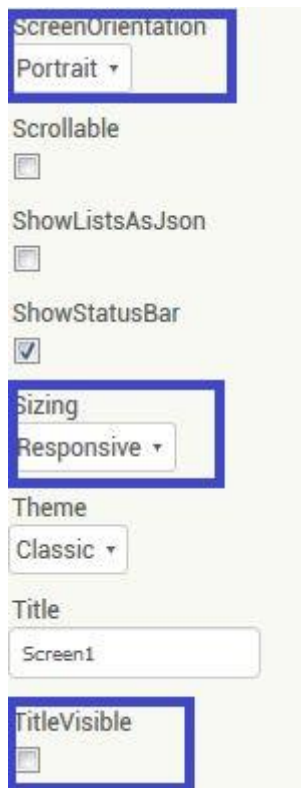 ScreenOrientation
Portrait
Scrollable
ShowListsAsJson
ShowStatusBar
Sizing
Responsive
Theme
Classic
Title
Screen1
TitleVisible